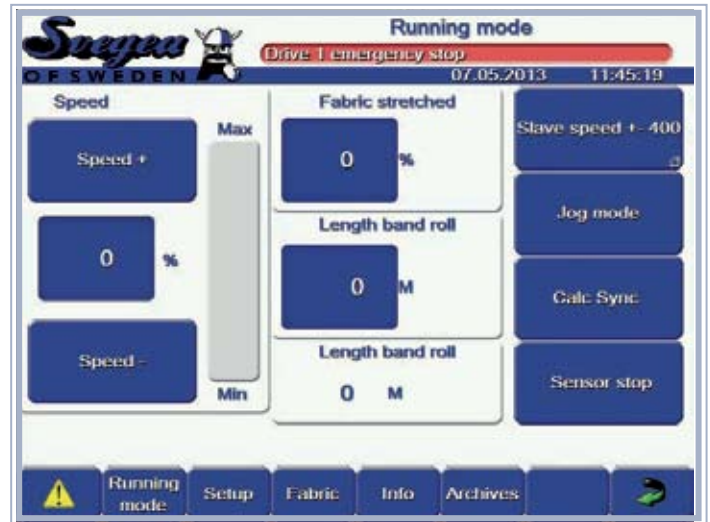 Svegea
OF SWEDEN
Running mode
Drive 1 emergency stop
07.05.2013 11:45:19
Speed
Speed +
Max
0 %
Speed -
Min
Fabric stretched
0 %
Length band roll
0 M
Length band roll
0 M
Slave speed +- 400
Jog mode
Calc Sync
Sensor stop
Running
mode
Setup
Fabric
Info
Archives